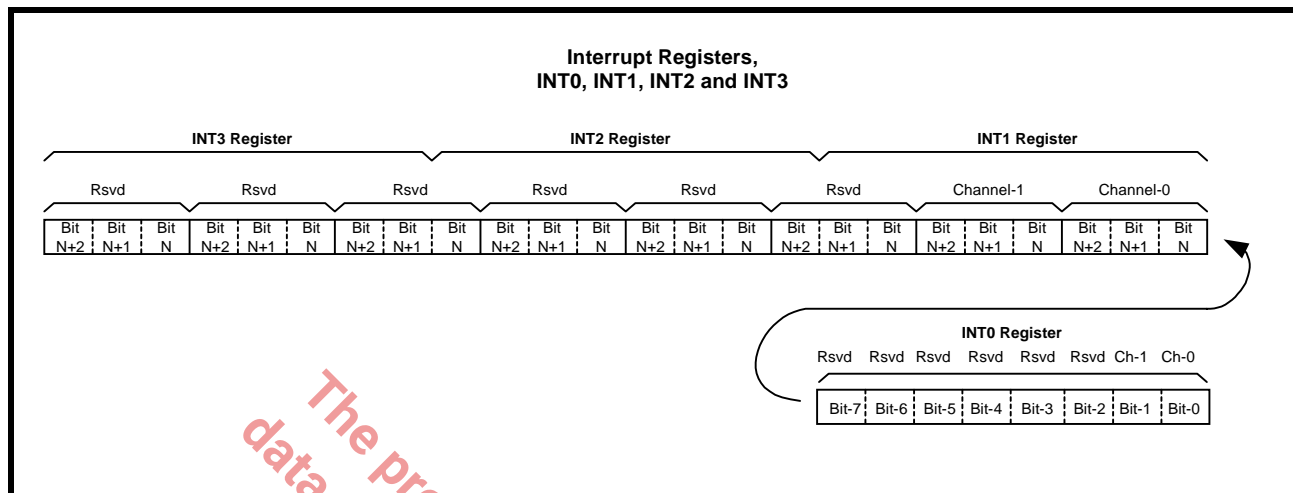 Interrupt Registers,
INT0, INT1, INT2 and INT3
INT3 Register INT2 Register INT1 Register
Rsvd Rsvd Rsvd Rsvd Rsvd Rsvd Channel-1 Channel-0
Bit Bit Bit Bit Bit Bit Bit Bit Bit Bit Bit Bit Bit Bit Bit Bit Bit Bit Bit Bit Bit Bit Bit Bit
N+2 N+1 N N+2 N+1 N N+2 N+1 N N+2 N+1 N N+2 N+1 N N+2 N+1 N N+2 N+1 N N+2 N+1 N
INT0 Register
Rsvd Rsvd Rsvd Rsvd Rsvd Rsvd Ch-1 Ch-0
Bit-7 Bit-6 Bit-5 Bit-4 Bit-3 Bit-2 Bit-1 Bit-0
The
data